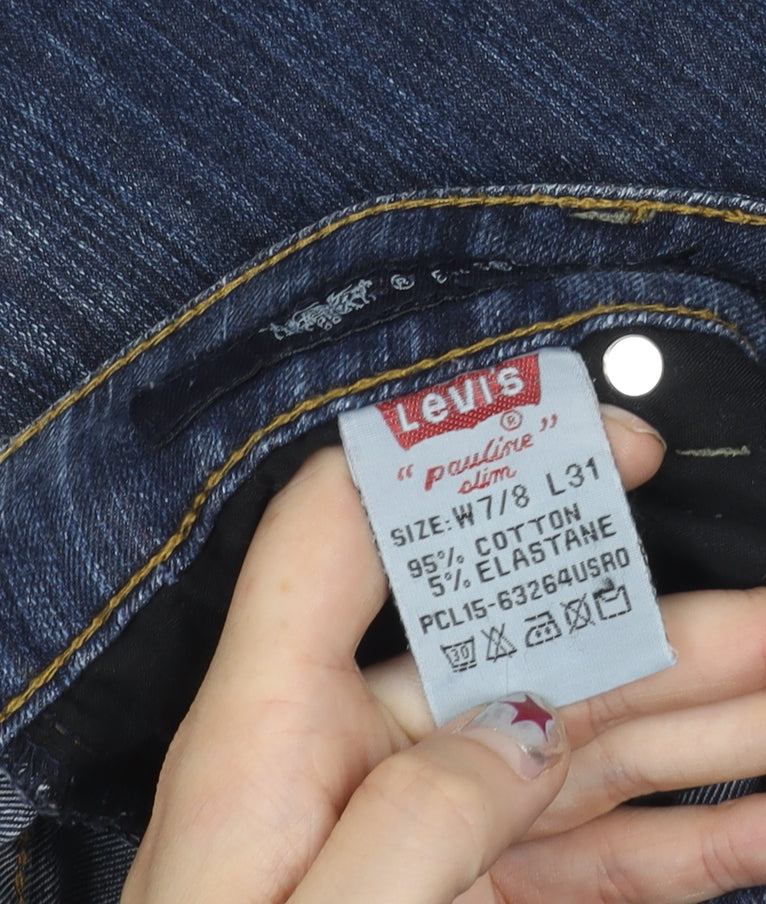 LEVI'S
®
"pauline"
slim
SIZE: W7/8 L31
95% COTTON
5% ELASTANE
PCL15-63264USRO
30